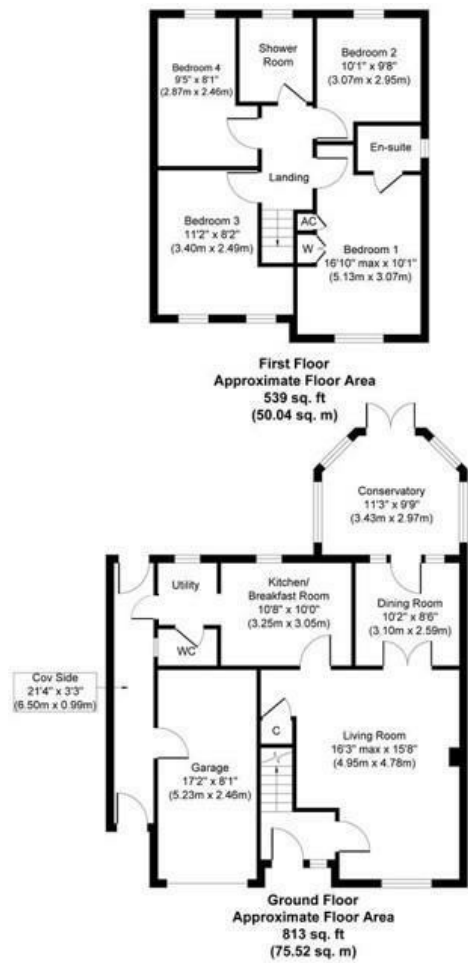 Bedroom 4
9'5" x 8'1"
(2.87m x 2.46m)
Shower
Room
Bedroom 2
10'1" x 9'8"
(3.07m x 2.95m)
En-suite
Landing
Bedroom 3
11'2" x 8'2"
(3.40m x 2.49m)
AC
W
Bedroom 1
16'10" max x 10'1"
(5.13m x 3.07m)
First Floor
Approximate Floor Area
539 sq. ft
(50.04 sq. m)
Conservatory
11'3" x 9'9"
(3.43m x 2.97m)
Utility
Kitchen/
Breakfast Room
10'8" x 10'0"
(3.25m x 3.05m)
Dining Room
10'2" x 8'6"
(3.10m x 2.59m)
WC
Cov Side
21'4" x 3'3"
(6.50m x 0.99m)
C
Living Room
16'3" max x 15'8"
(4.95m x 4.78m)
Garage
17'2" x 8'1"
(5.23m x 2.46m)
Ground Floor
Approximate Floor Area
813 sq. ft
(75.52 sq. m)